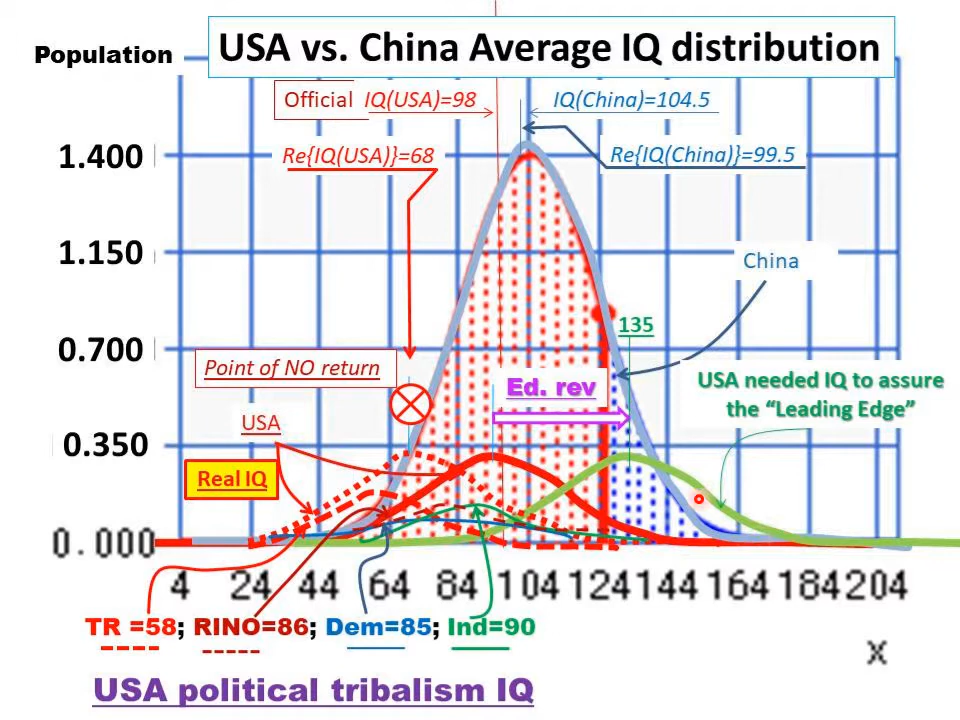 Population
USA vs. China Average IQ distribution
Official IQ(USA)=98
IQ(China)=104.5
Re{IQ(USA)}=68
Re{IQ(China)}=99.5
1.400
1.150
0.700
0.350
0.000
China
135
Point of NO return
Ed. rev
USA needed IQ to assure
the “Leading Edge”
USA
Real IQ
4 24 44 64 84 104 124 144 164 184 204
TR =58; RINO=86; Dem=85; Ind=90
X
USA political tribalism IQ